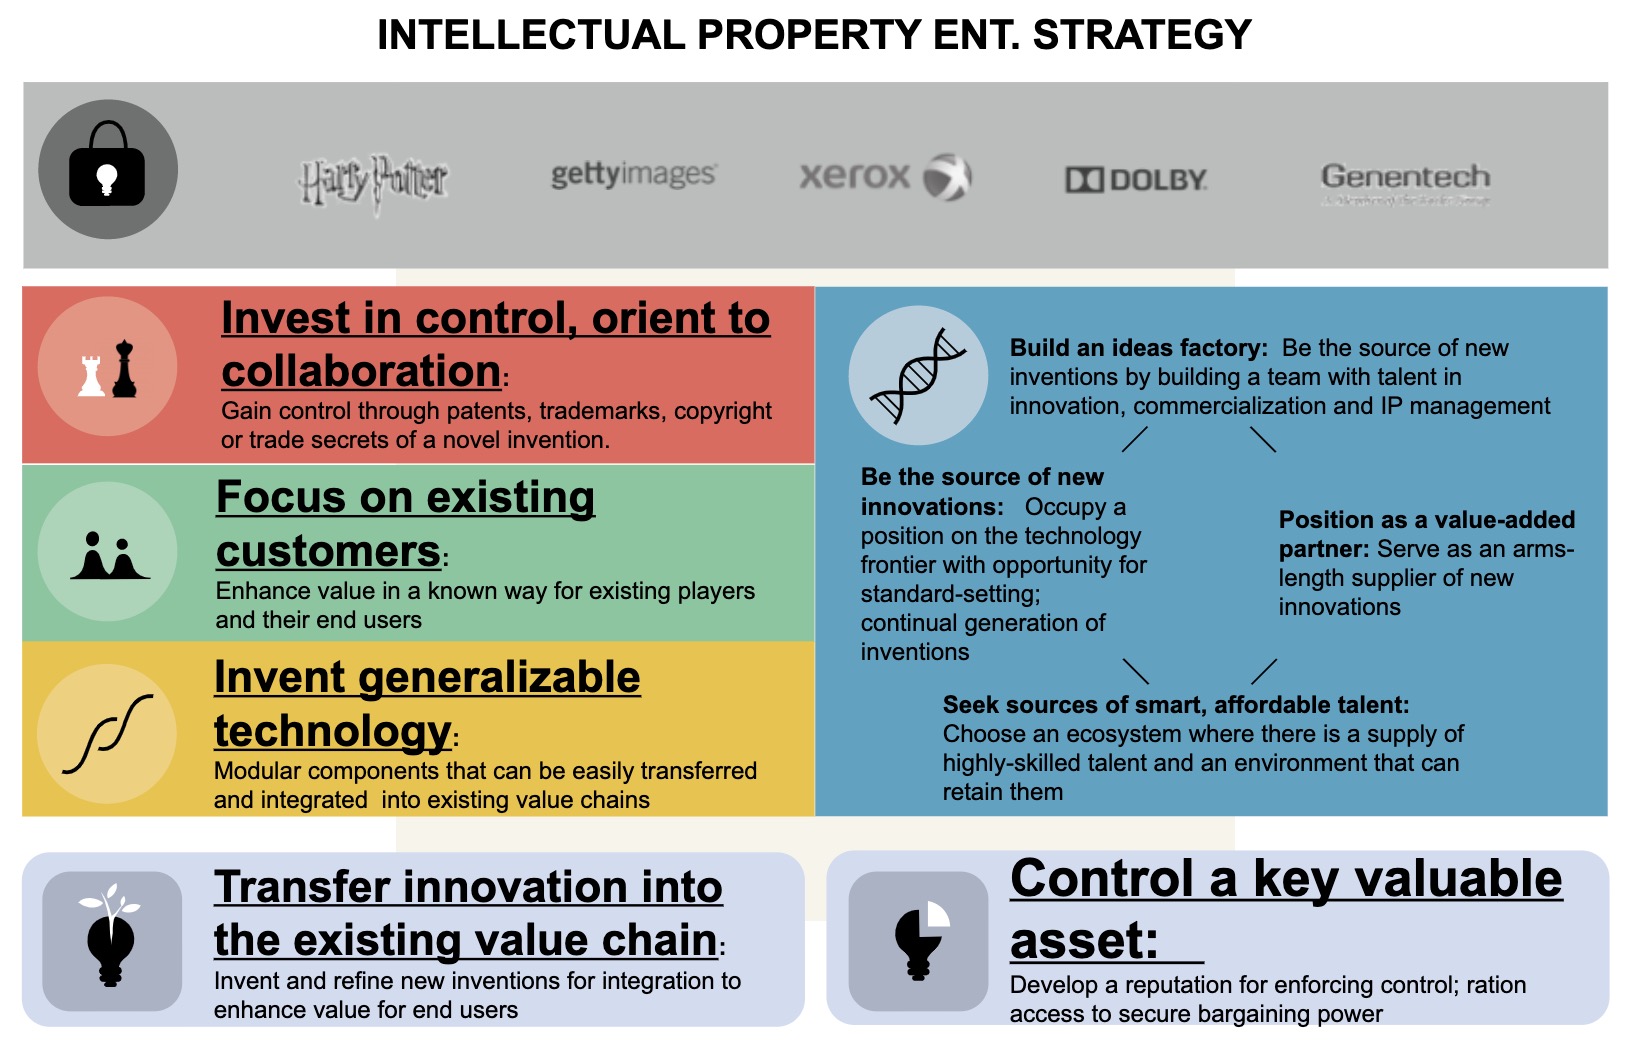 INTELLECTUAL PROPERTY ENT. STRATEGY
Harry Potter
gettyimages®
xerox
DOLBY
Genentech
A Member of the Roche Group
Invest in control, orient to
collaboration:
Gain control through patents, trademarks, copyright
or trade secrets of a novel invention.
Focus on existing
customers:
Enhance value in a known way for existing players
and their end users
Invent generalizable
technology:
Modular components that can be easily transferred
and integrated  into existing value chains
Build an ideas factory:  Be the source of new
inventions by building a team with talent in
innovation, commercialization and IP management
Be the source of new
innovations:   Occupy a
position on the technology
frontier with opportunity for
standard-setting;
continual generation of
inventions
Position as a value-added
partner: Serve as an arms-
length supplier of new
innovations
Seek sources of smart, affordable talent:
Choose an ecosystem where there is a supply of
highly-skilled talent and an environment that can
retain them
Transfer innovation into
the existing value chain:
Invent and refine new inventions for integration to
enhance value for end users
Control a key valuable
asset:
Develop a reputation for enforcing control; ration
access to secure bargaining power